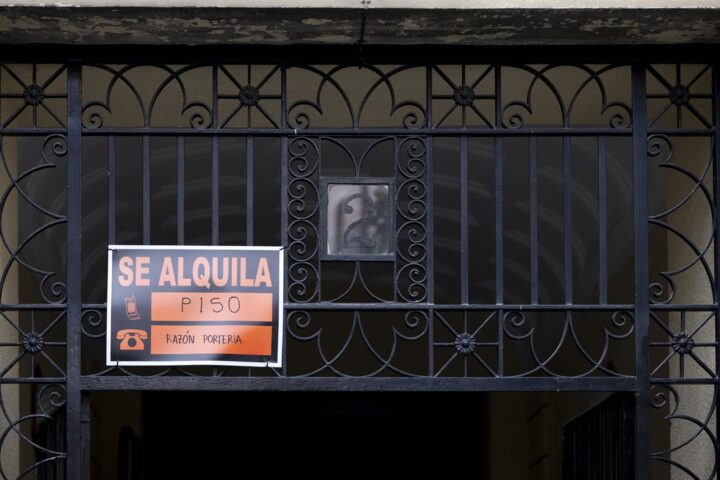 2
SE ALQUILA
PISO
RAZÓN PORTERIA